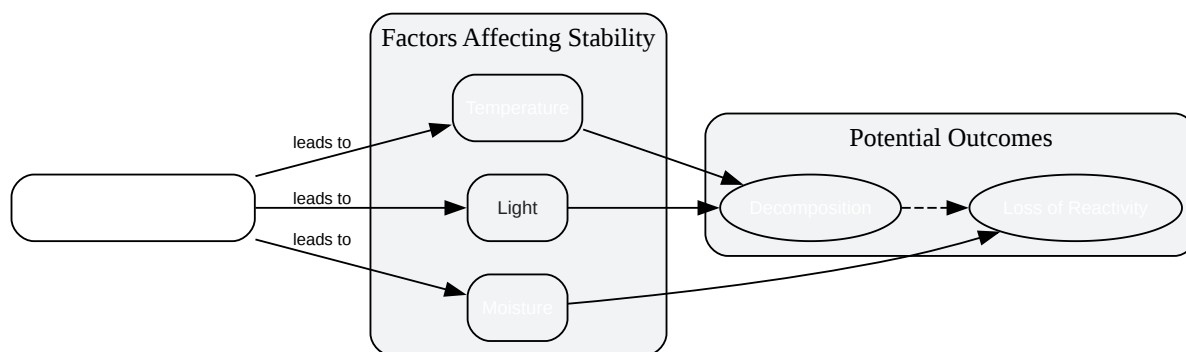 Factors Affecting Stability
Temperature
leads to
Potential Outcomes
leads to
Light
Decomposition
Loss of Reactivity
leads to
Moisture